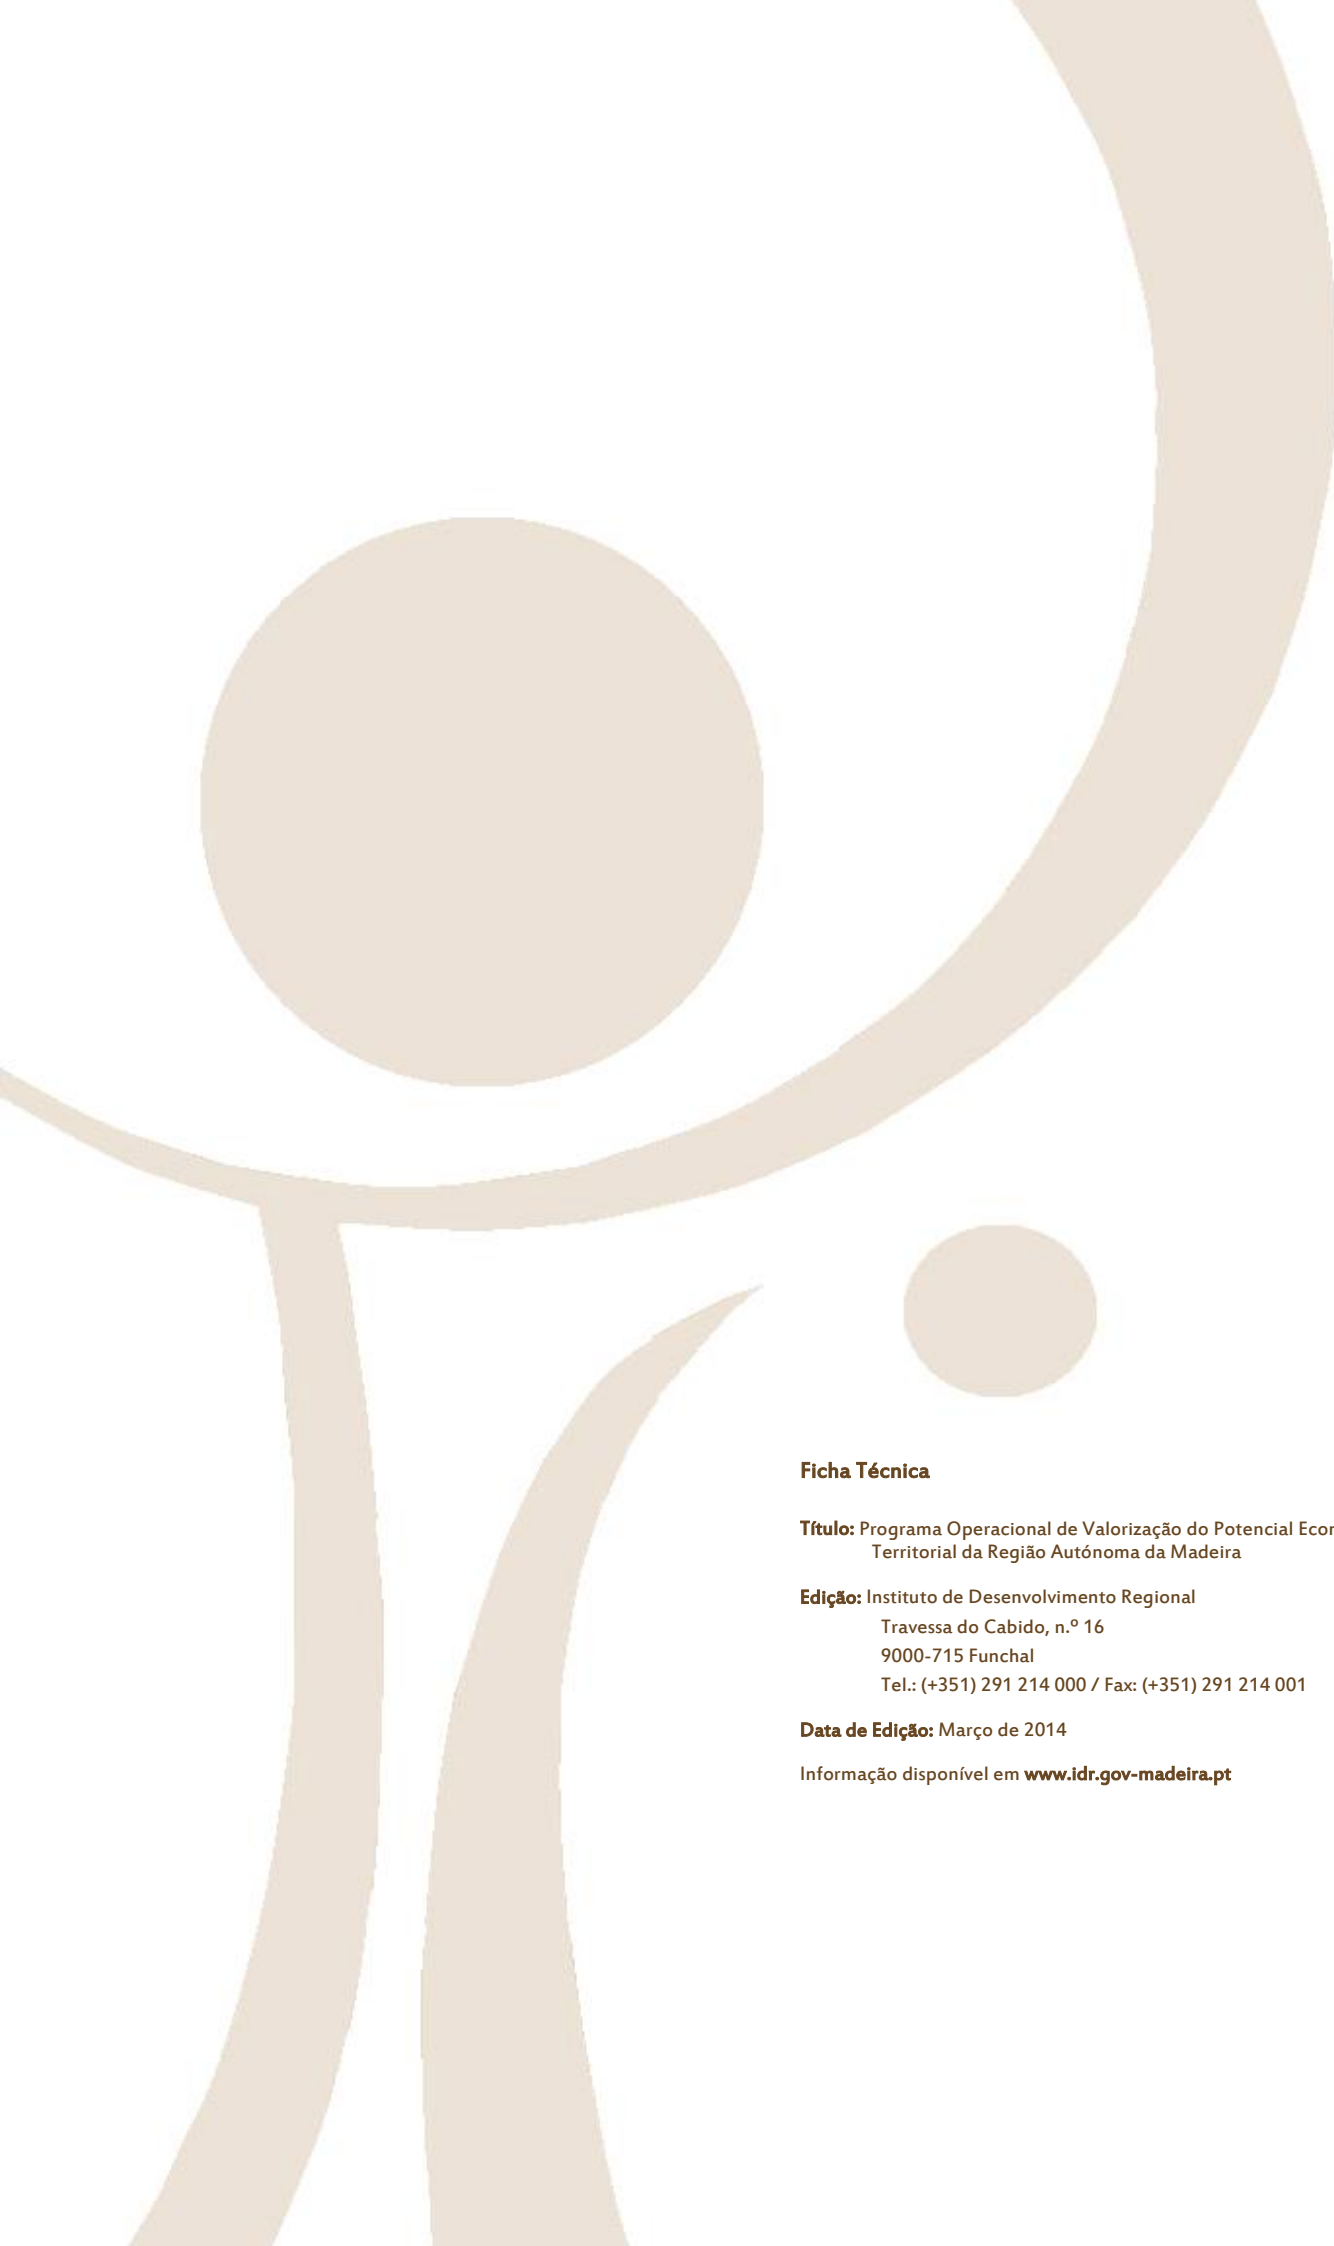 Ficha Técnica
Título: Programa Operacional de Valorização do Potencial
Territorial da Região Autónoma da Madeira
Edição: Instituto de Desenvolvimento Regional
Travessa do Cabido, n.º 16
9000-715 Funchal
Tel.: (+351) 291 214 000 / Fax: (+351) 291 214 001
Data de Edição: Março de 2014
Informação disponível em www.idr.gov-madeira.pt